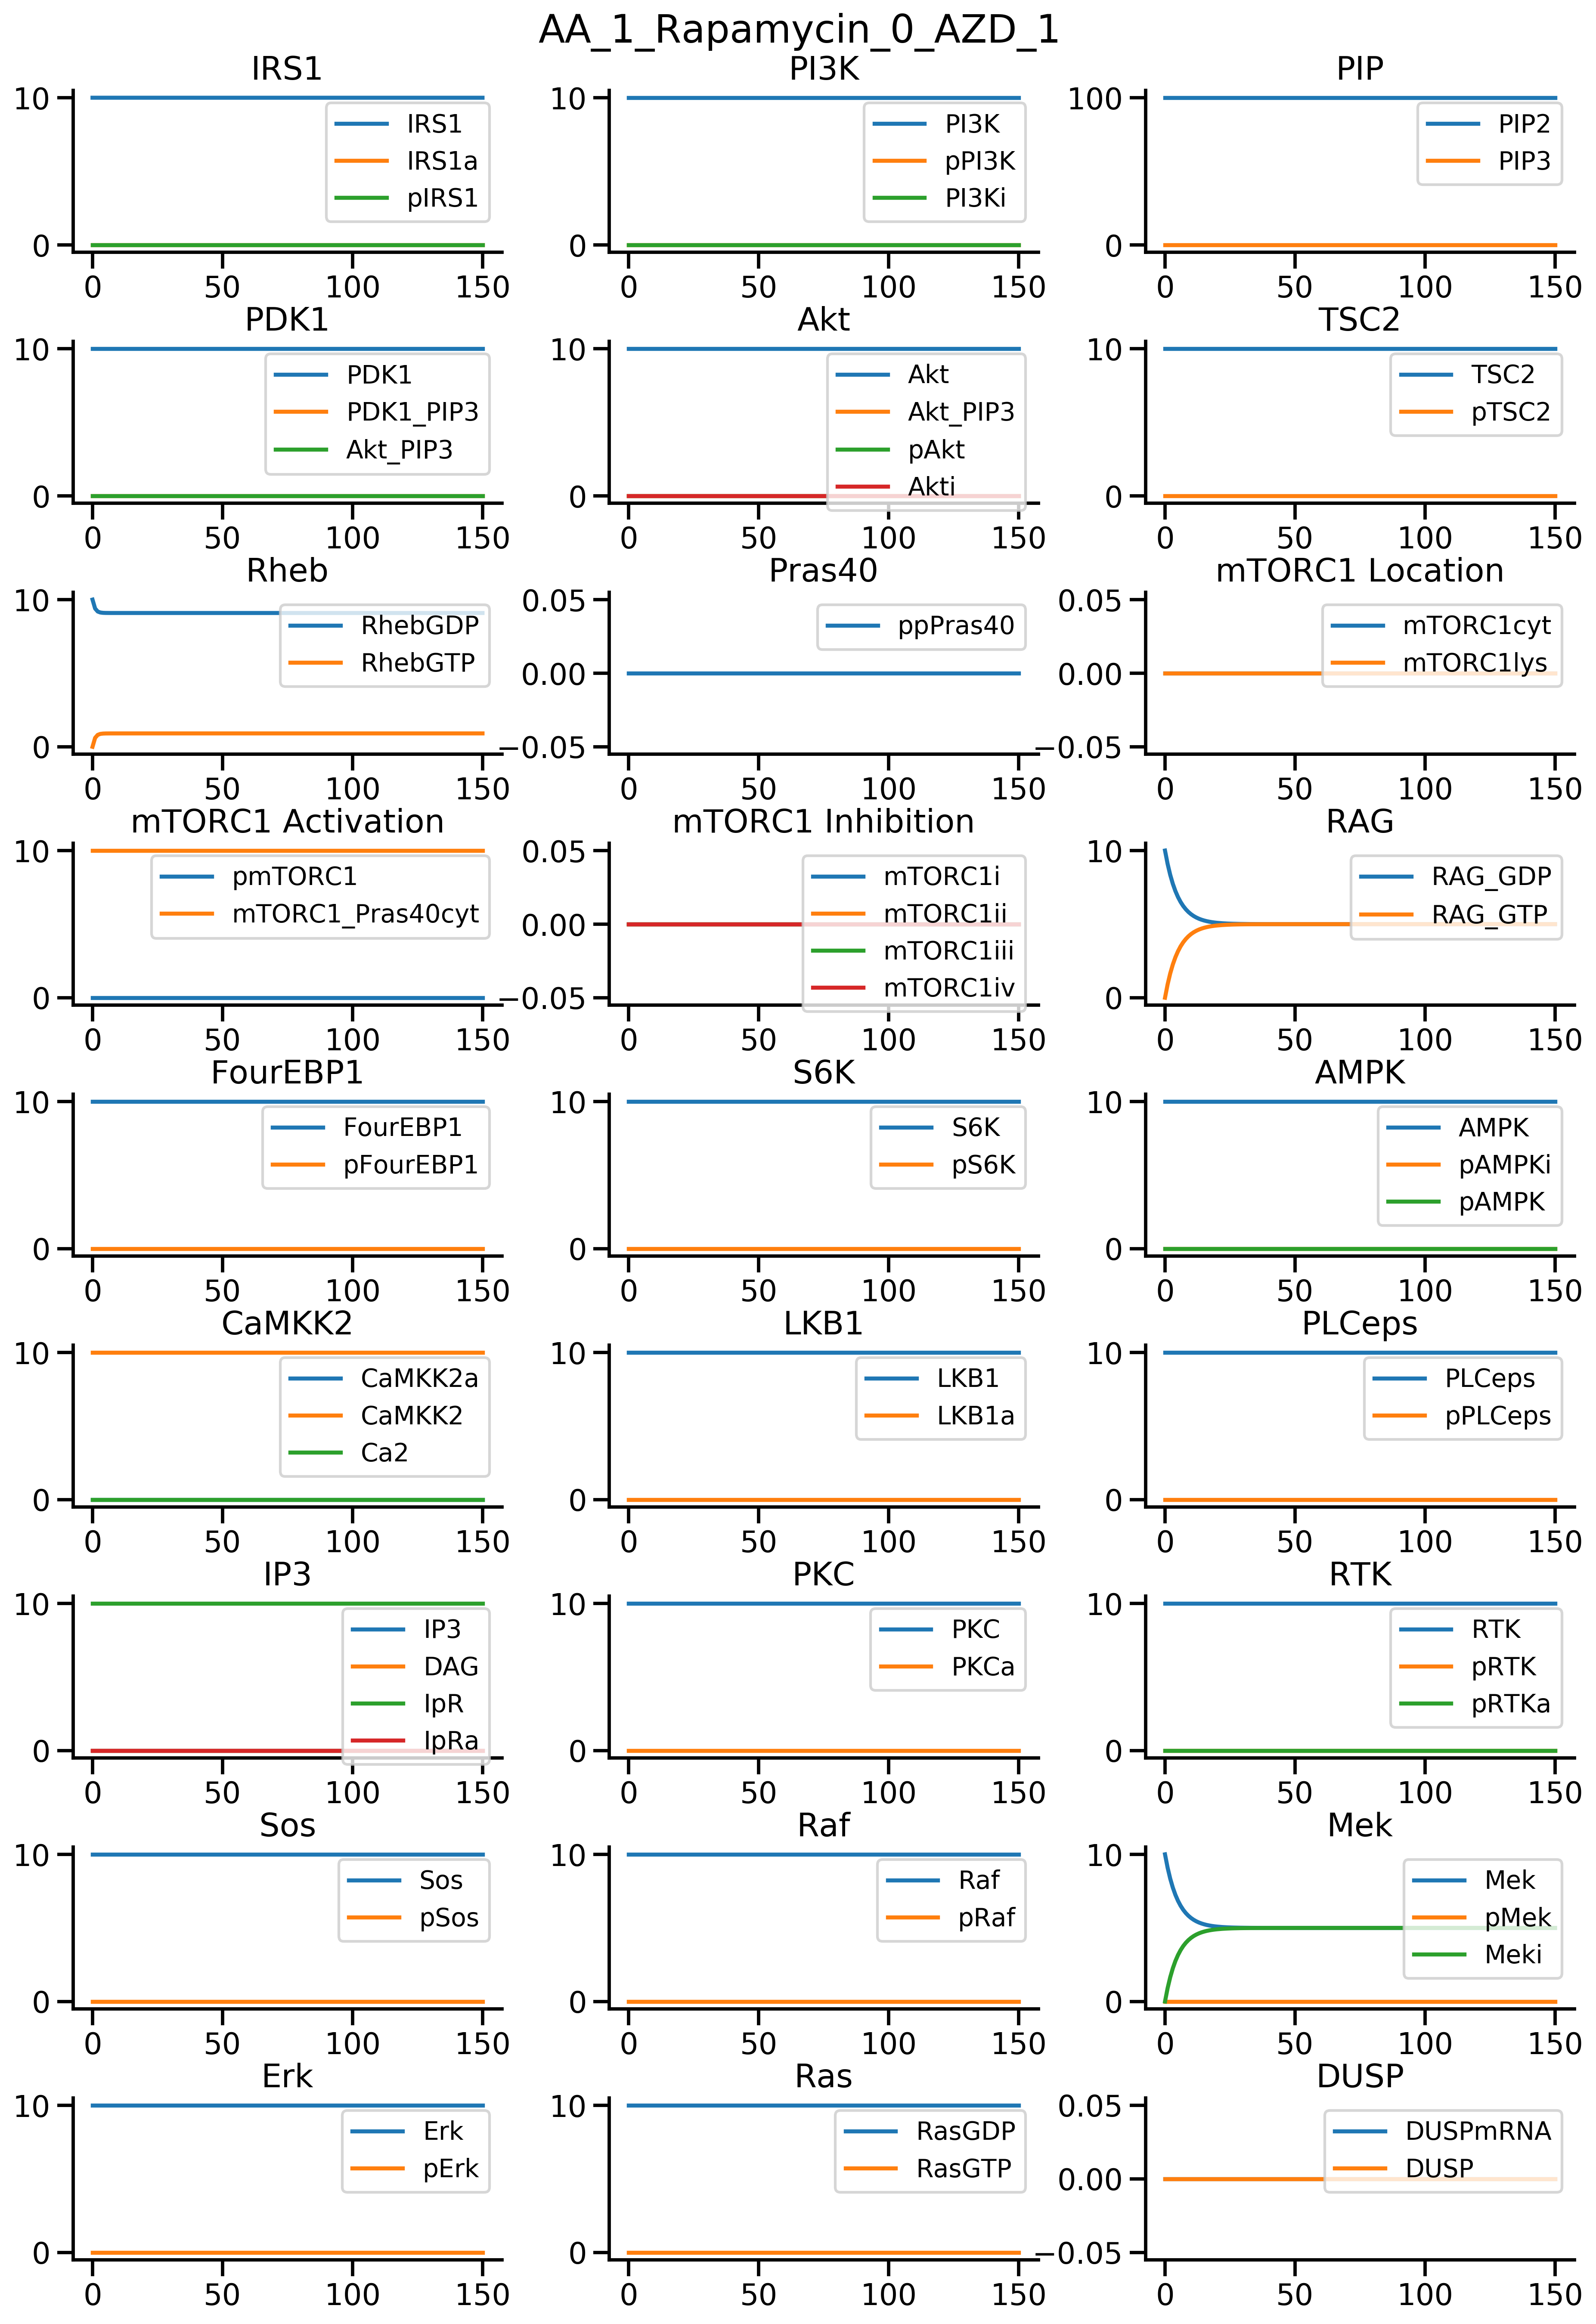 AA_1_Rapamycin_0_AZD_1
IRS1
10
0
0 50 100 150
IRS1
IRS1a
pIRS1
PI3K
10
0
0 50 100 150
PI3K
pPI3K
PI3Ki
PIP
100
0
0 50 100 150
PIP2
PIP3
PDK1
10
0
0 50 100 150
PDK1
PDK1_PIP3
Akt_PIP3
Akt
10
0
0 50 100 150
Akt
Akt_PIP3
pAkt
Akti
TSC2
10
0
0 50 100 150
TSC2
pTSC2
Rheb
10
0
0 50 100 150
RhebGDP
RhebGTP
Pras40
0.05
0.00
−0.05
0 50 100 150
ppPras40
mTORC1 Location
0.05
0.00
−0.05
0 50 100 150
mTORC1cyt
mTORC1lys
mTORC1 Activation
10
0
0 50 100 150
pmTORC1
mTORC1_Pras40cyt
mTORC1 Inhibition
0.05
0.00
−0.05
0 50 100 150
mTORC1i
mTORC1ii
mTORC1iii
mTORC1iv
RAG
10
0
0 50 100 150
RAG_GDP
RAG_GTP
FourEBP1
10
0
0 50 100 150
FourEBP1
pFourEBP1
S6K
10
0
0 50 100 150
S6K
pS6K
AMPK
10
0
0 50 100 150
AMPK
pAMPKi
pAMPK
CaMKK2
10
0
0 50 100 150
CaMKK2a
CaMKK2
Ca2
LKB1
10
0
0 50 100 150
LKB1
LKB1a
PLCeps
10
0
0 50 100 150
PLCeps
pPLCeps
IP3
10
0
0 50 100 150
IP3
DAG
IpR
IpRa
PKC
10
0
0 50 100 150
PKC
PKCa
RTK
10
0
0 50 100 150
RTK
pRTK
pRTKa
Sos
10
0
0 50 100 150
Sos
pSos
Raf
10
0
0 50 100 150
Raf
pRaf
Mek
10
0
0 50 100 150
Mek
pMek
Meki
Erk
10
0
0 50 100 150
Erk
pErk
Ras
10
0
0 50 100 150
RasGDP
RasGTP
DUSP
0.05
0.00
−0.05
0 50 100 150
DUSPmRNA
DUSP